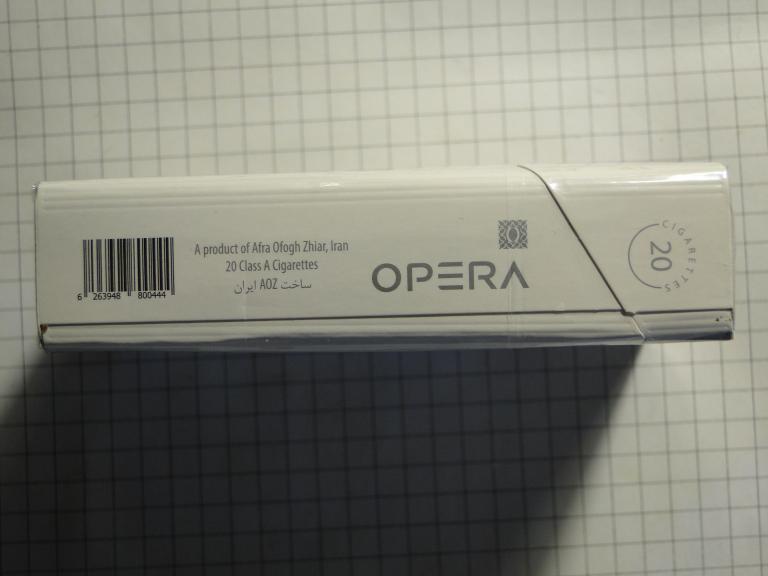 6 263948 800444
A product of Afra Ofogh Zhiar, Iran
20 Class A Cigarettes
ساخت AOZ ایران
OPERA
CIGARETTES
20